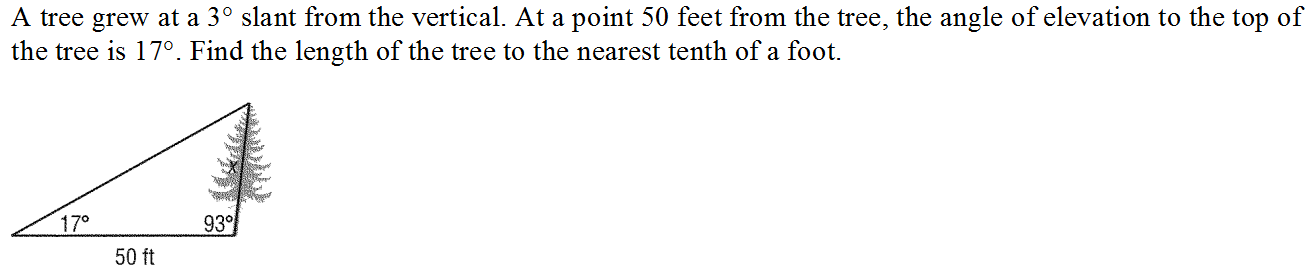 A tree grew at a 3° slant from the vertical. At a point 50 feet from the tree, the angle of elevation to the top of
the tree is 17°. Find the length of the tree to the nearest tenth of a foot.
x
17°
93°
50 ft